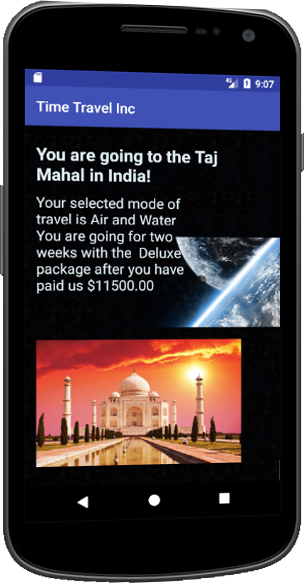 4G 9:07
Time Travel Inc
You are going to the Taj
Mahal in India!
Your selected mode of
travel is Air and Water
You are going for two
weeks with the  Deluxe
package after you have
paid us $11500.00